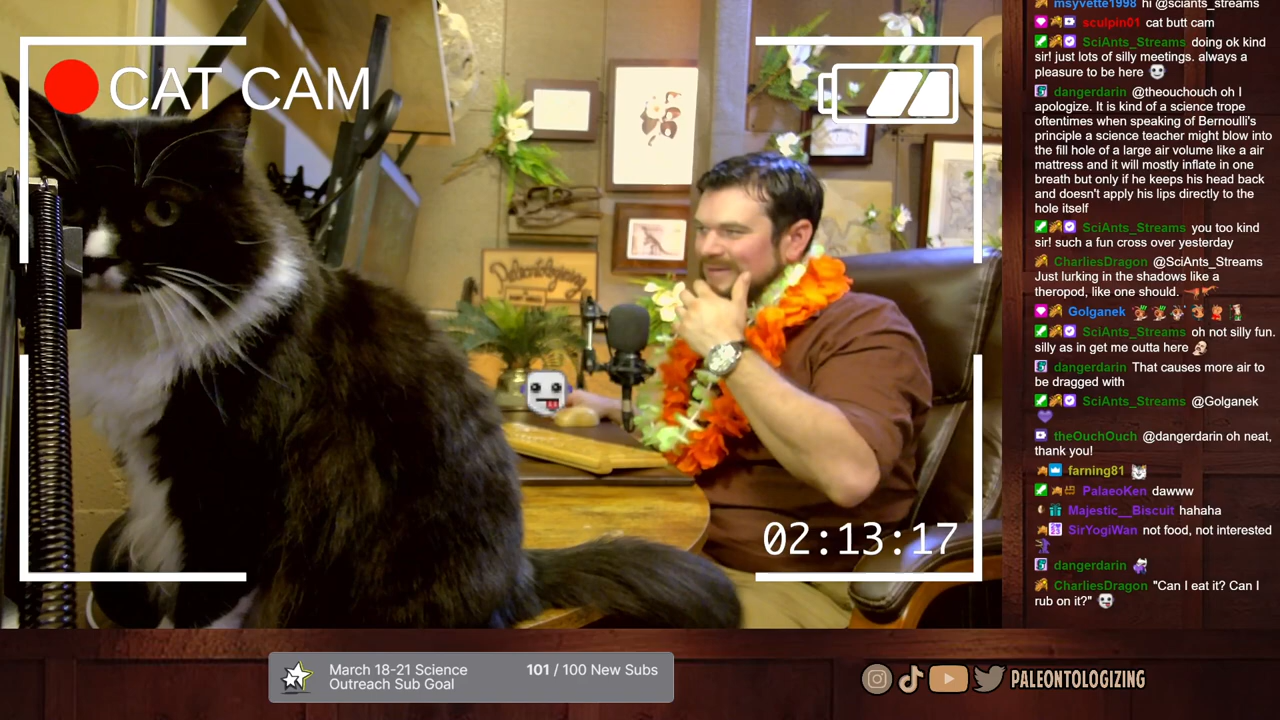 CAT CAM
Paleontologizing
02:13:17
msyvette1998 hi @sciants_streams
sculpin01 cat butt cam
SciAnts_Streams doing ok kind
sir! just lots of silly meetings. always a
pleasure to be here
dangerdarin @theouchouch oh I
apologize. It is kind of a science trope
oftentimes when speaking of Bernoulli's
principle a science teacher might blow into
the fill hole of a large air volume like a air
mattress and it will mostly inflate in one
breath but only if he keeps his head back
and doesn't apply his lips directly to the
hole itself
SciAnts_Streams you too kind
sir! such a fun cross over yesterday
CharliesDragon @SciAnts_Streams
Just lurking in the shadows like a
theropod, like one should.
Golganek
SciAnts_Streams oh not silly fun.
silly as in get me outta here
dangerdarin That causes more air to
be dragged with
SciAnts_Streams @Golganek
theOuchOuch @dangerdarin oh neat,
thank you!
farning81
PalaeoKen dawww
Majestic__Biscuit hahaha
SirYogiWan not food, not interested
dangerdarin
CharliesDragon "Can I eat it? Can I
rub on it?"
March 18-21 Science
Outreach Sub Goal
101 / 100 New Subs
PALEONTOLOGIZING